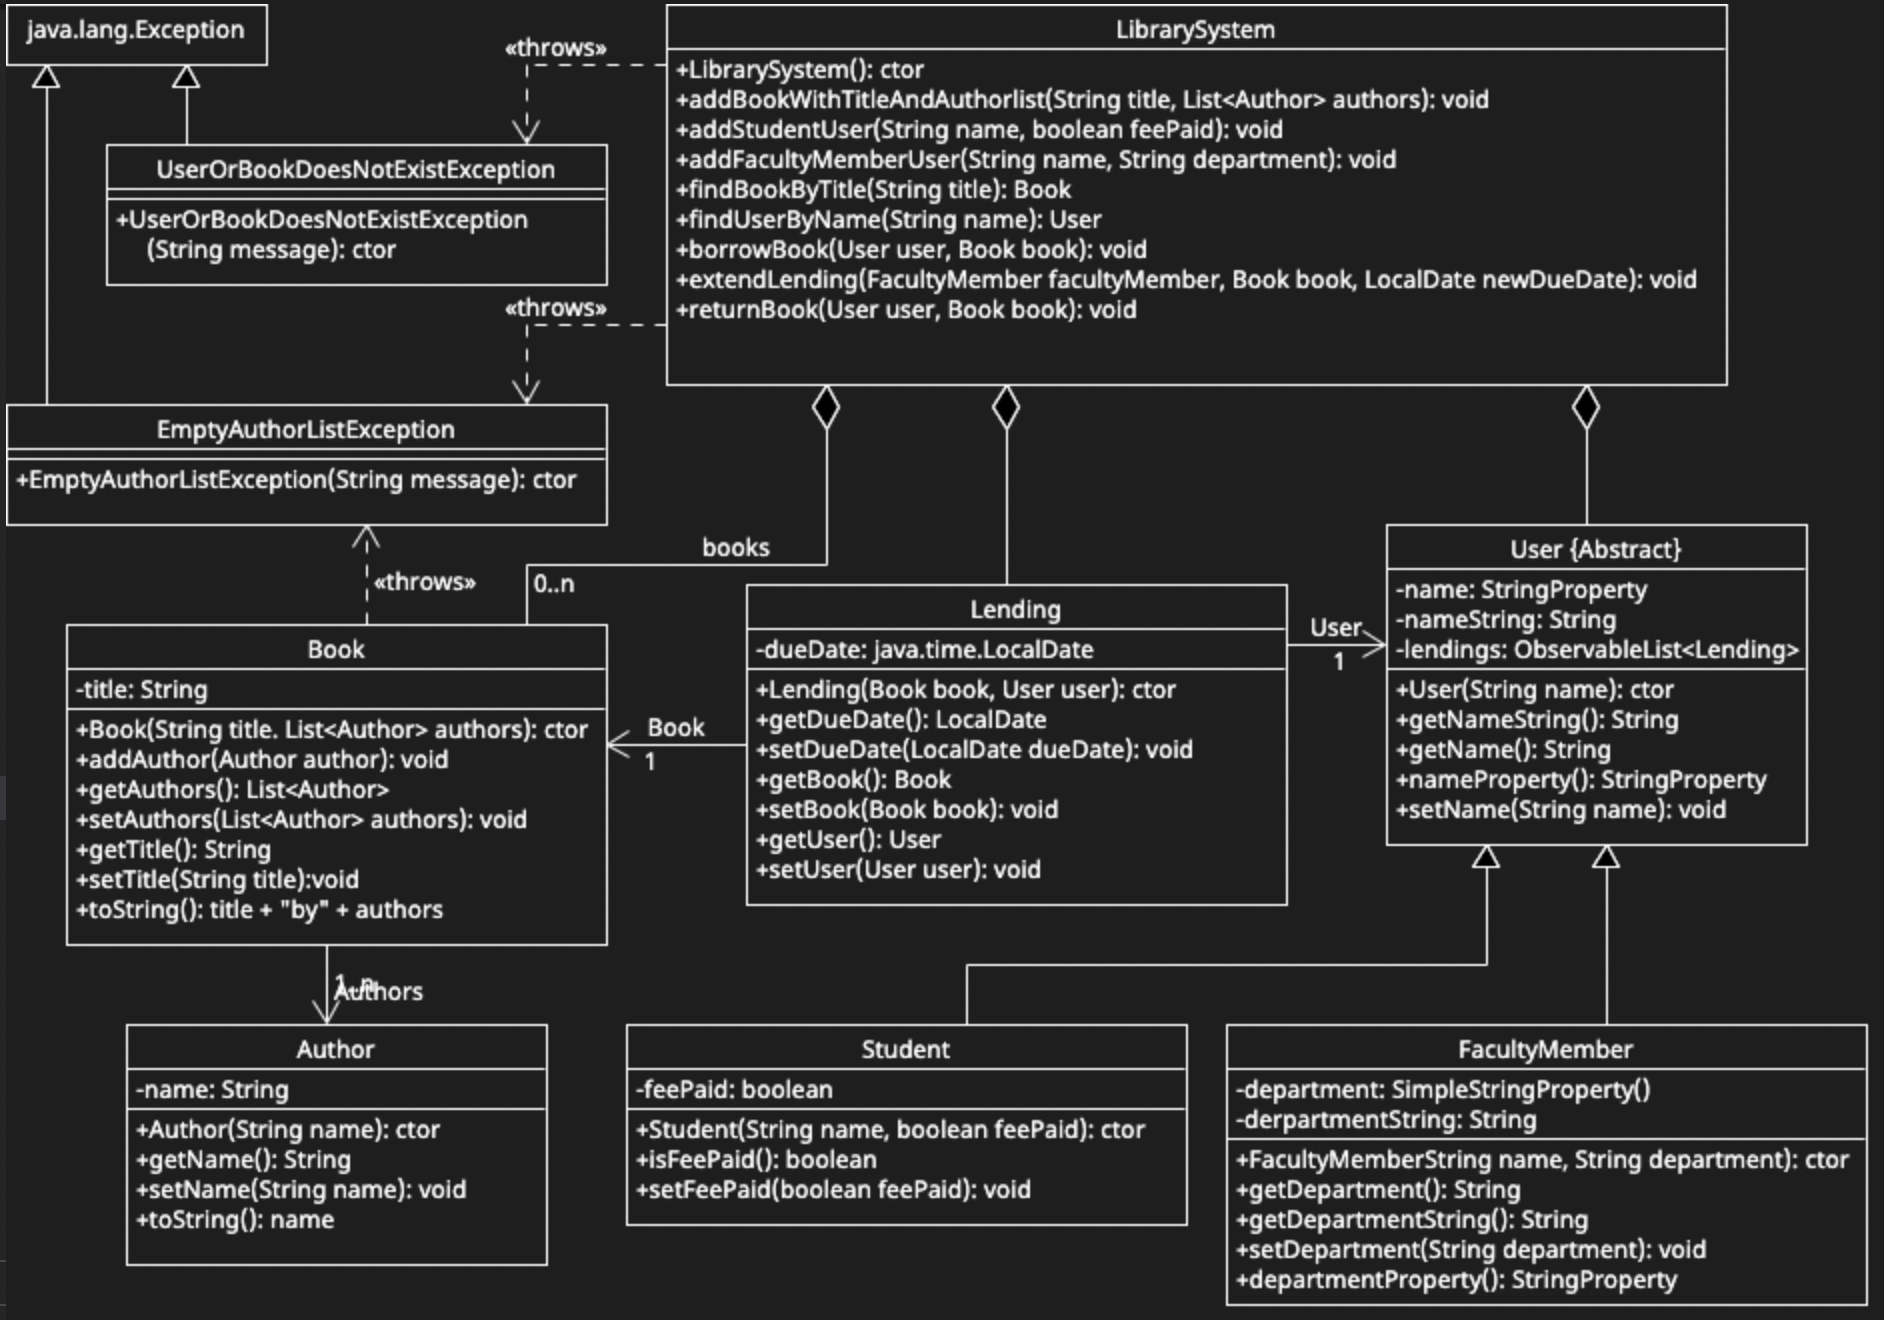 java.lang.Exception
«throws»
LibrarySystem
+LibrarySystem(): ctor
+addBookWithTitleAndAuthorlist(String title, List<Author> authors): void
+addStudentUser(String name, boolean feePaid): void
+addFacultyMemberUser(String name, String department): void
+findBookByTitle(String title): Book
+findUserByName(String name): User
+borrowBook(User user, Book book): void
+extendLending(FacultyMember facultyMember, Book book, LocalDate newDueDate): void
+returnBook(User user, Book book): void
UserOrBookDoesNotExistException
+UserOrBookDoesNotExistException
(String message): ctor
«throws»
EmptyAuthorListException
+EmptyAuthorListException(String message): ctor
«throws»
books
0..n
Book
-title: String
+Book(String title. List<Author> authors): ctor
+addAuthor(Author author): void
+getAuthors(): List<Author>
+setAuthors(List<Author> authors): void
+getTitle(): String
+setTitle(String title):void
+toString(): title + "by" + authors
Book
1
Lending
-dueDate: java.time.LocalDate
+Lending(Book book, User user): ctor
+getDueDate(): LocalDate
+setDueDate(LocalDate dueDate): void
+getBook(): Book
+setBook(Book book): void
+getUser(): User
+setUser(User user): void
User
1
User {Abstract}
-name: StringProperty
-nameString: String
-lendings: ObservableList<Lending>
+User(String name): ctor
+getNameString(): String
+getName(): String
+nameProperty(): StringProperty
+setName(String name): void
1..n
Authors
Author
-name: String
+Author(String name): ctor
+getName(): String
+setName(String name): void
+toString(): name
Student
-feePaid: boolean
+Student(String name, boolean feePaid): ctor
+isFeePaid(): boolean
+setFeePaid(boolean feePaid): void
FacultyMember
-department: SimpleStringProperty()
-derpartmentString: String
+FacultyMemberString name, String department): ctor
+getDepartment(): String
+getDepartmentString(): String
+setDepartment(String department): void
+departmentProperty(): StringProperty